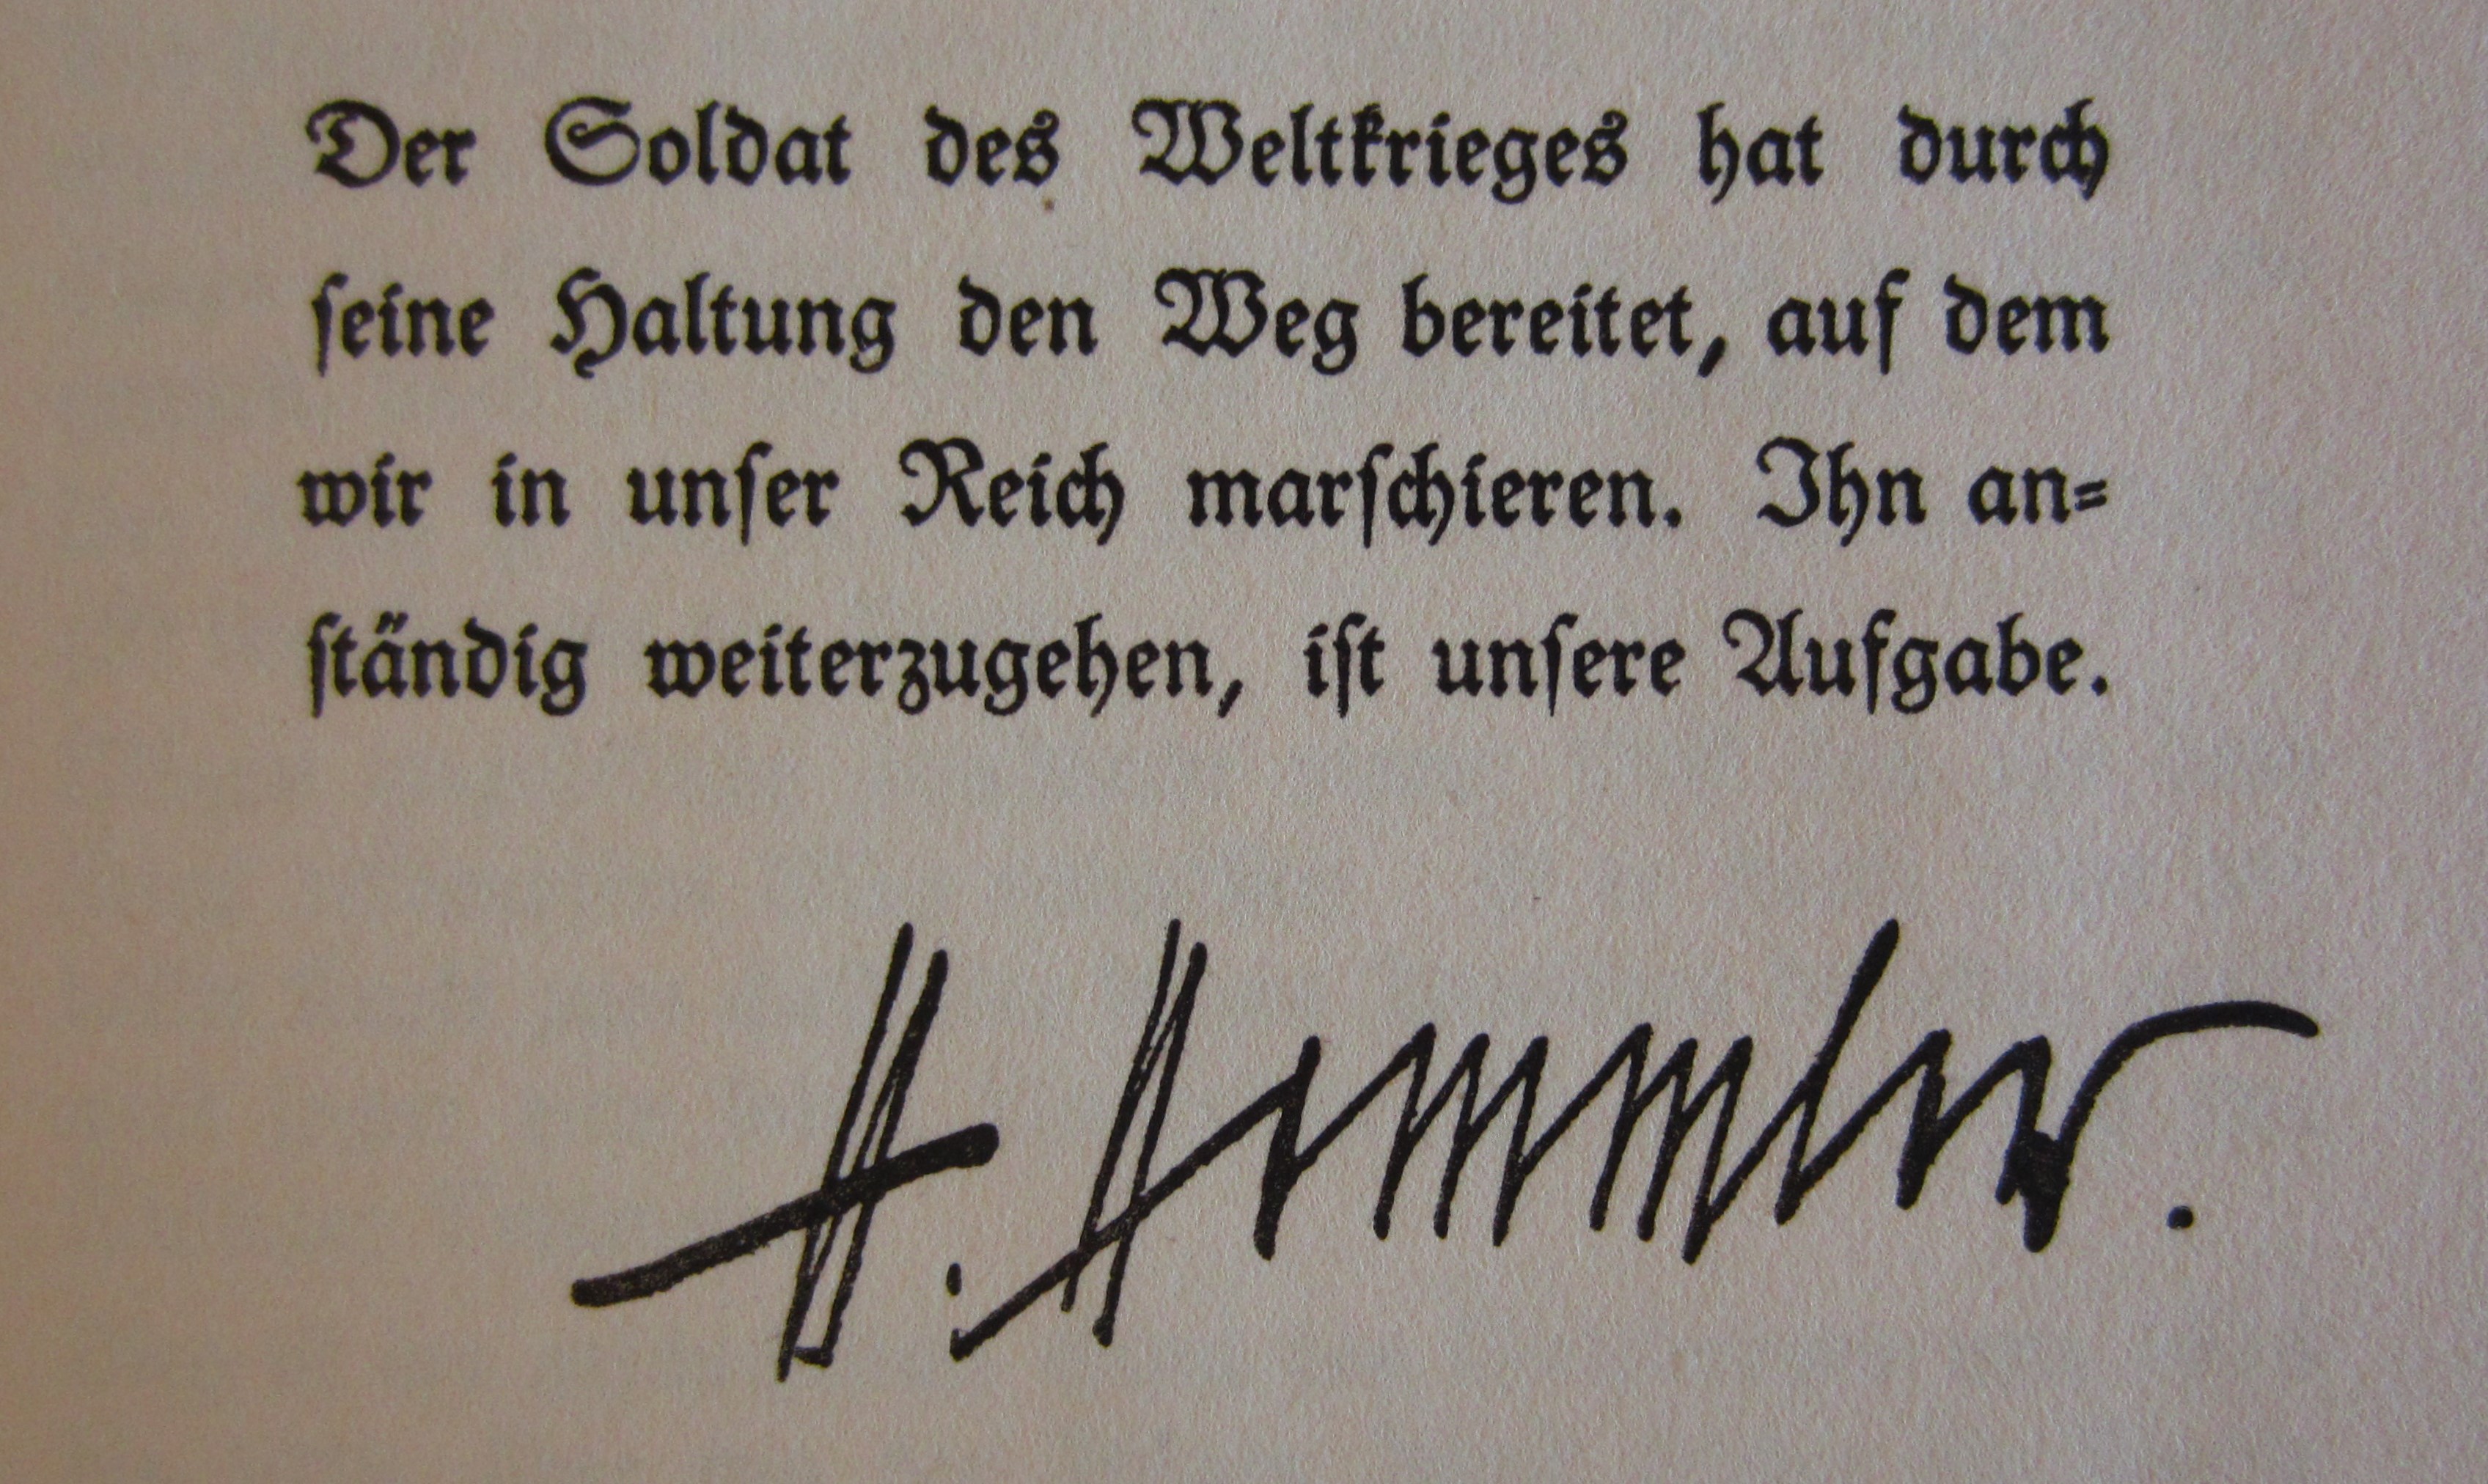 Der Soldat des Weltkrieges hat durch
seine Haltung den Weg bereitet, auf dem
wir in unser Reich marschieren. Ihn an=
ständig weiterzugehen, ist unsere Aufgabe.
H. Himmler.